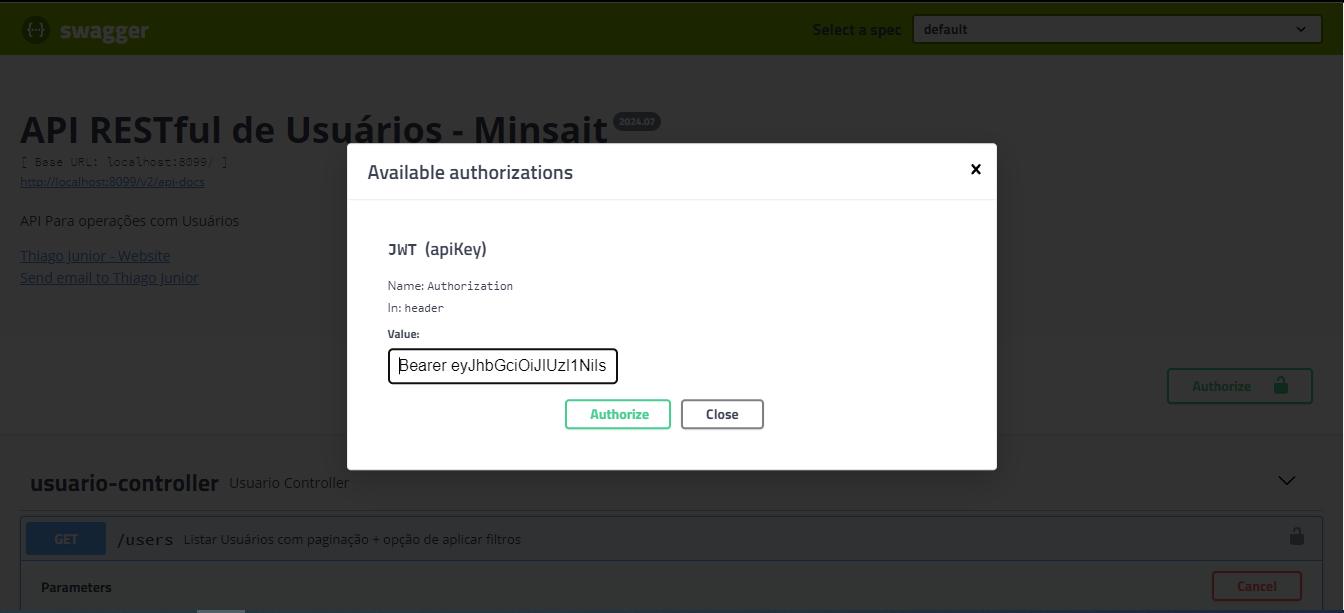 swagger
Select a spec
default
API RESTful de Usuários - Minsait 2024.07
[ Base URL: localhost:8099/ ]
http://localhost:8099/v2/api-docs
API Para operações com Usuários
Thiago Junior - Website
Send email to Thiago Junior
Available authorizations
JWT (apiKey)
Name: Authorization
In: header
Value:
Bearer eyJhbGciOiJIUzI1NiIs
Authorize
Close
Authorize
usuario-controller Usuario Controller
GET /users Listar Usuários com paginação + opção de aplicar filtros
Parameters
Cancel